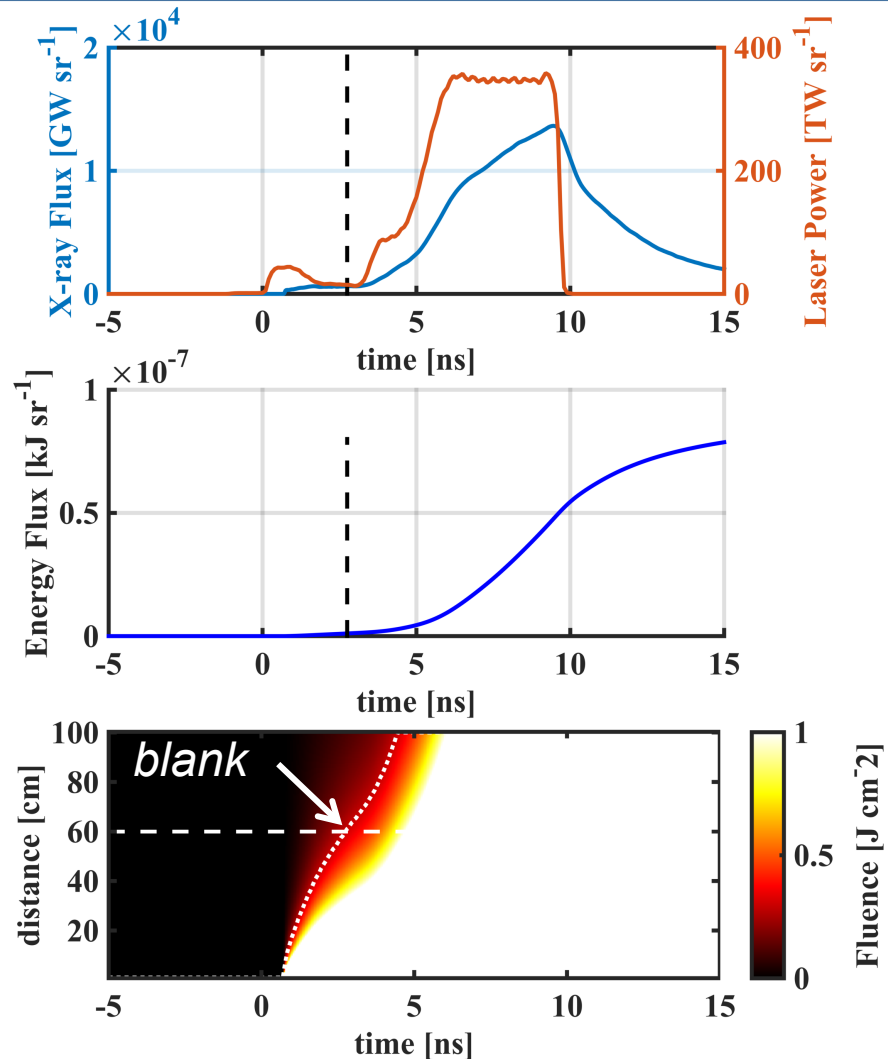 ×10⁴
2
1
0
X-ray Flux [GW sr⁻¹]
400
200
0
Laser Power [TW sr⁻¹]
-5 0 5 10 15
time [ns]
×10⁻⁷
1
0.5
0
Energy Flux [kJ sr⁻¹]
-5 0 5 10 15
time [ns]
100
80
60
40
20
distance [cm]
blank
1
0.5
0
Fluence [J cm⁻2]
-5 0 5 10 15
time [ns]